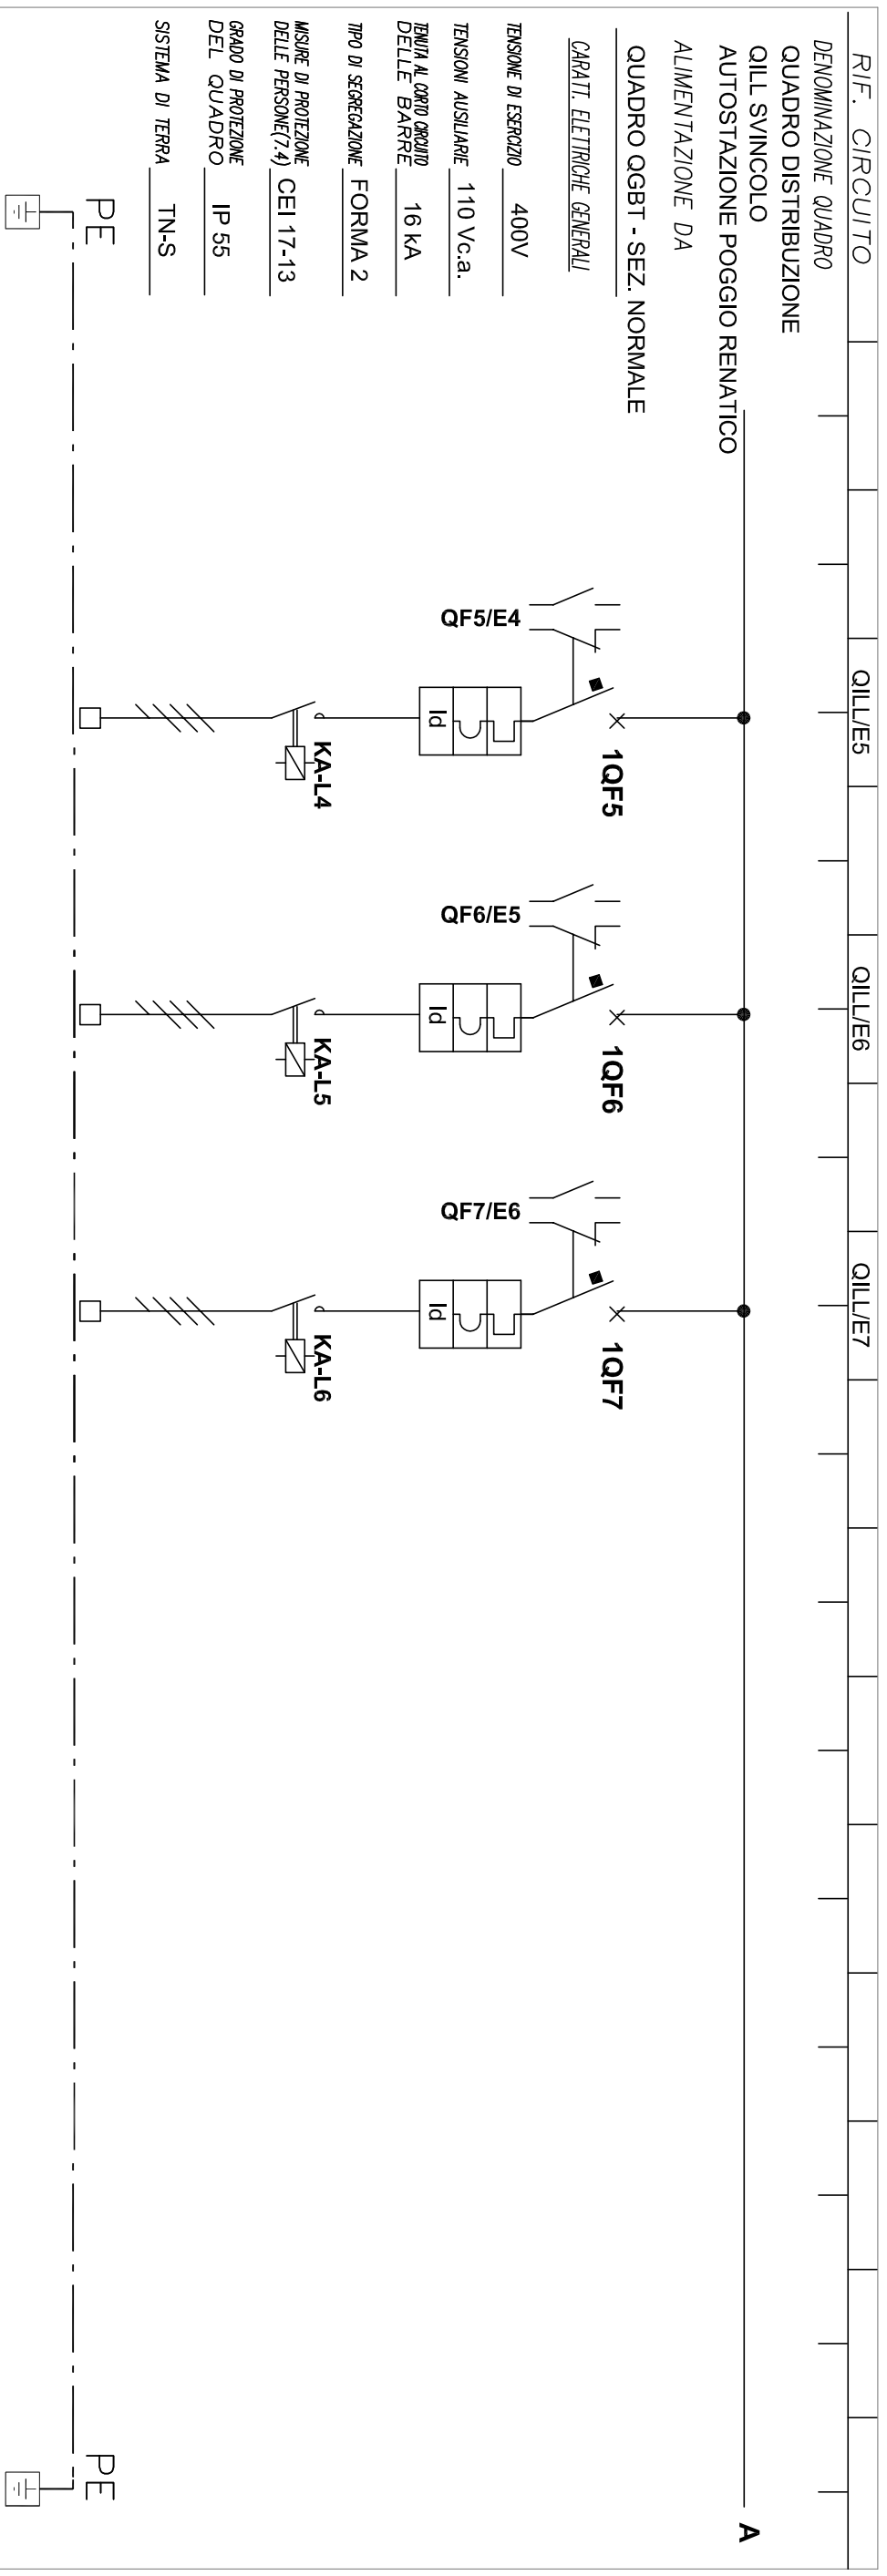 RIF. CIRCUITO
QILL/E5
QILL/E6
QILL/E7
DENOMINAZIONE QUADRO
QUADRO DISTRIBUZIONE
QILL SVINCOLO
AUTOSTAZIONE POGGIO RENATICO
A
ALIMENTAZIONE DA
QUADRO QGBT - SEZ. NORMALE
CARATT. ELETTRICHE GENERALI
TENSIONE DI ESERCIZIO
400V
TENSIONI AUSILIARIE
110 Vc.a.
TENUTA AL CORTO CIRCUITO
DELLE BARRE
16 kA
TIPO DI SEGREGAZIONE
FORMA 2
MISURE DI PROTEZIONE
DELLE PERSONE(7.4)
CEI 17-13
GRADO DI PROTEZIONE
DEL QUADRO
IP 55
SISTEMA DI TERRA
TN-S
1QF5
QF5/E4
Id
KA-L4
1QF6
QF6/E5
Id
KA-L5
1QF7
QF7/E6
Id
KA-L6
PE
PE